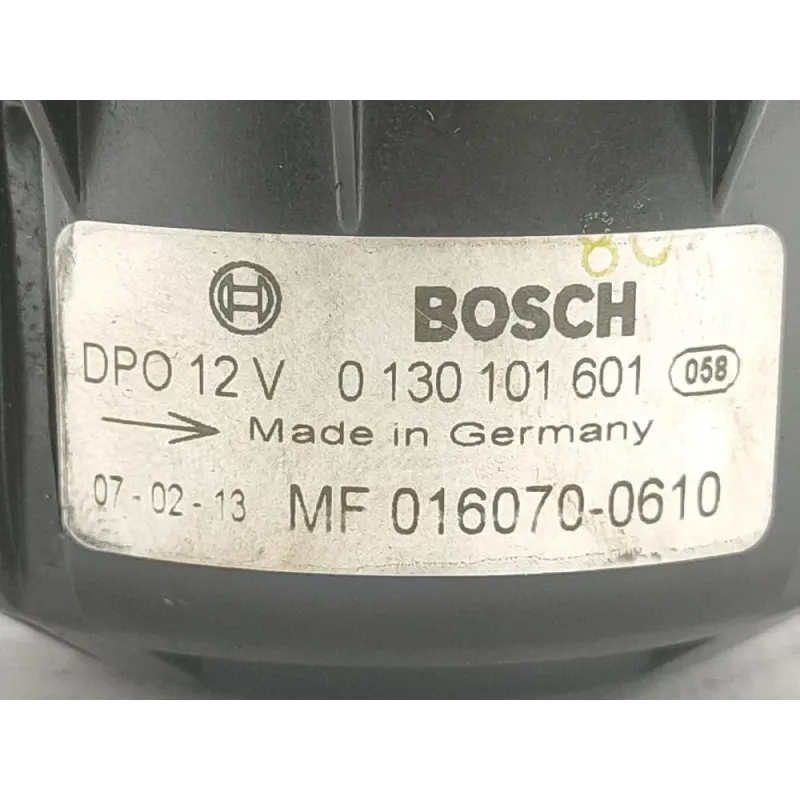 BOSCH
DPO 12 V 0 130 101 601 058
Made in Germany
07-02-13 MF 016070-0610